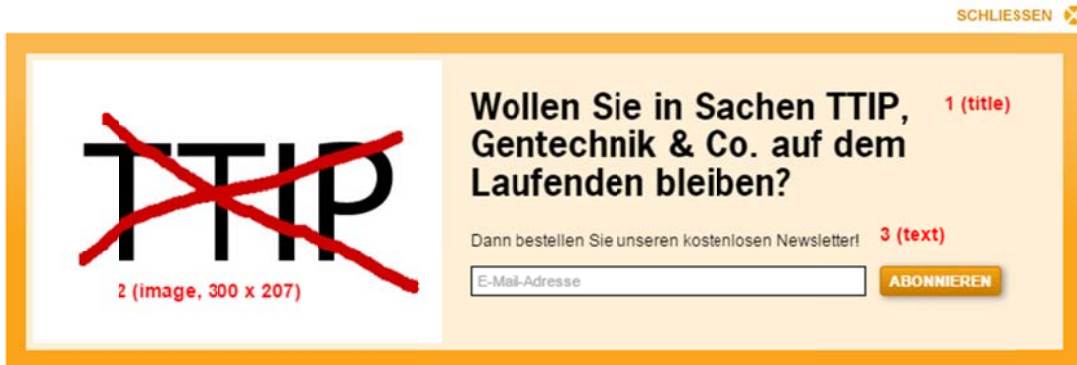 SCHLIESSEN
TTIP
2 (image, 300 x 207)
Wollen Sie in Sachen TTIP,
1 (title)
Gentechnik & Co. auf dem
Laufenden bleiben?
Dann bestellen Sie unseren kostenlosen Newsletter!
3 (text)
E-Mail-Adresse
ABONNIEREN